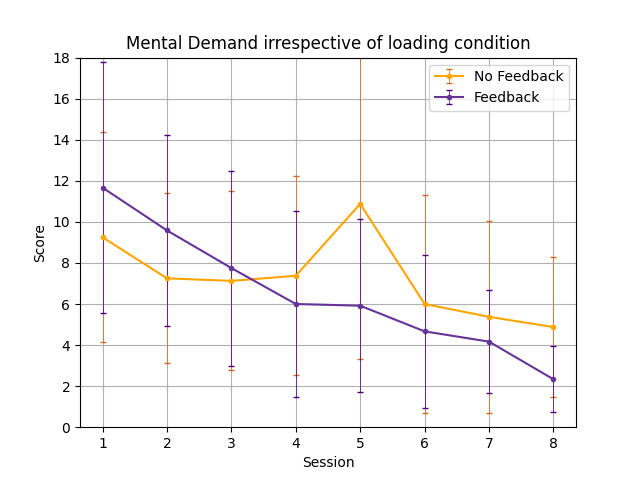 Mental Demand irrespective of loading condition
No Feedback
Feedback
18
16
14
12
10
8
6
4
2
0
Score
1 2 3 4 5 6 7 8
Session